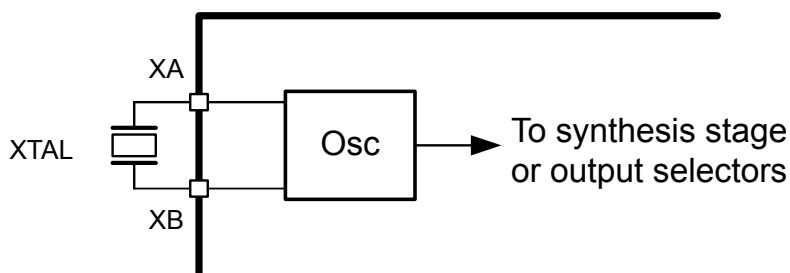 XA
XTAL
Osc
To synthesis stage
or output selectors
XB